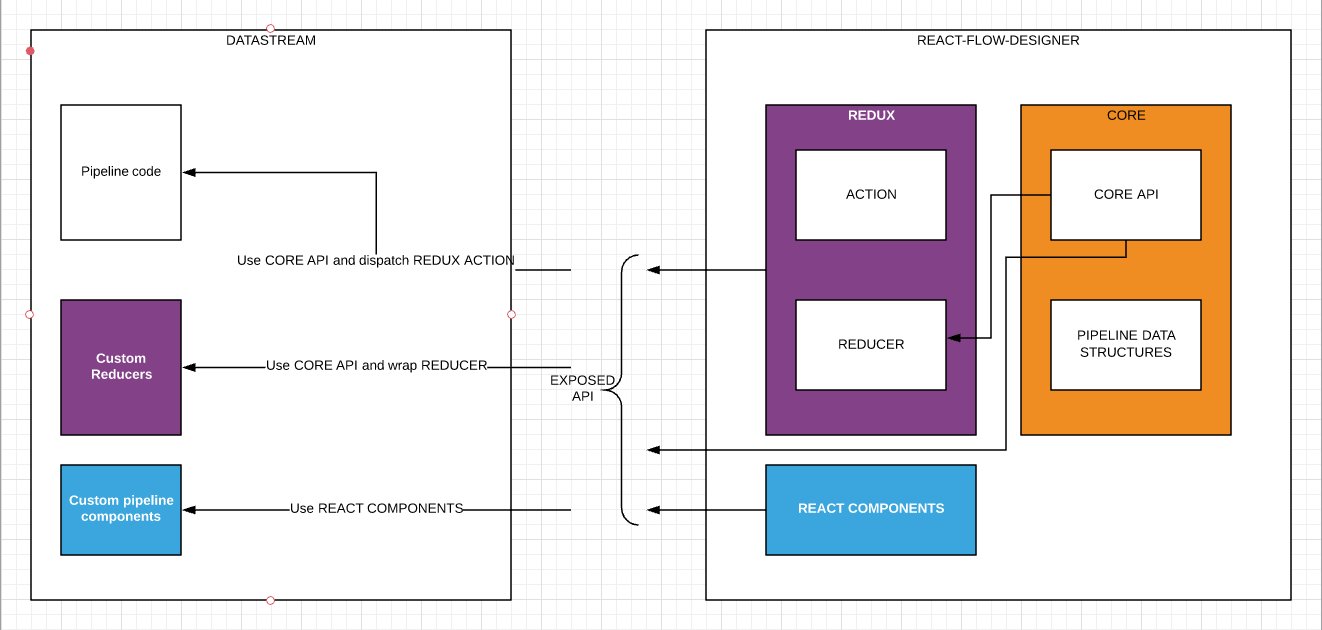 DATASTREAM
Pipeline code
Use CORE API and dispatch REDUX ACTION
Custom
Reducers
Use CORE API and wrap REDUCER
Custom pipeline
components
Use REACT COMPONENTS
EXPOSED
API
REACT-FLOW-DESIGNER
REDUX
ACTION
REDUCER
CORE
CORE API
PIPELINE DATA
STRUCTURES
REACT COMPONENTS